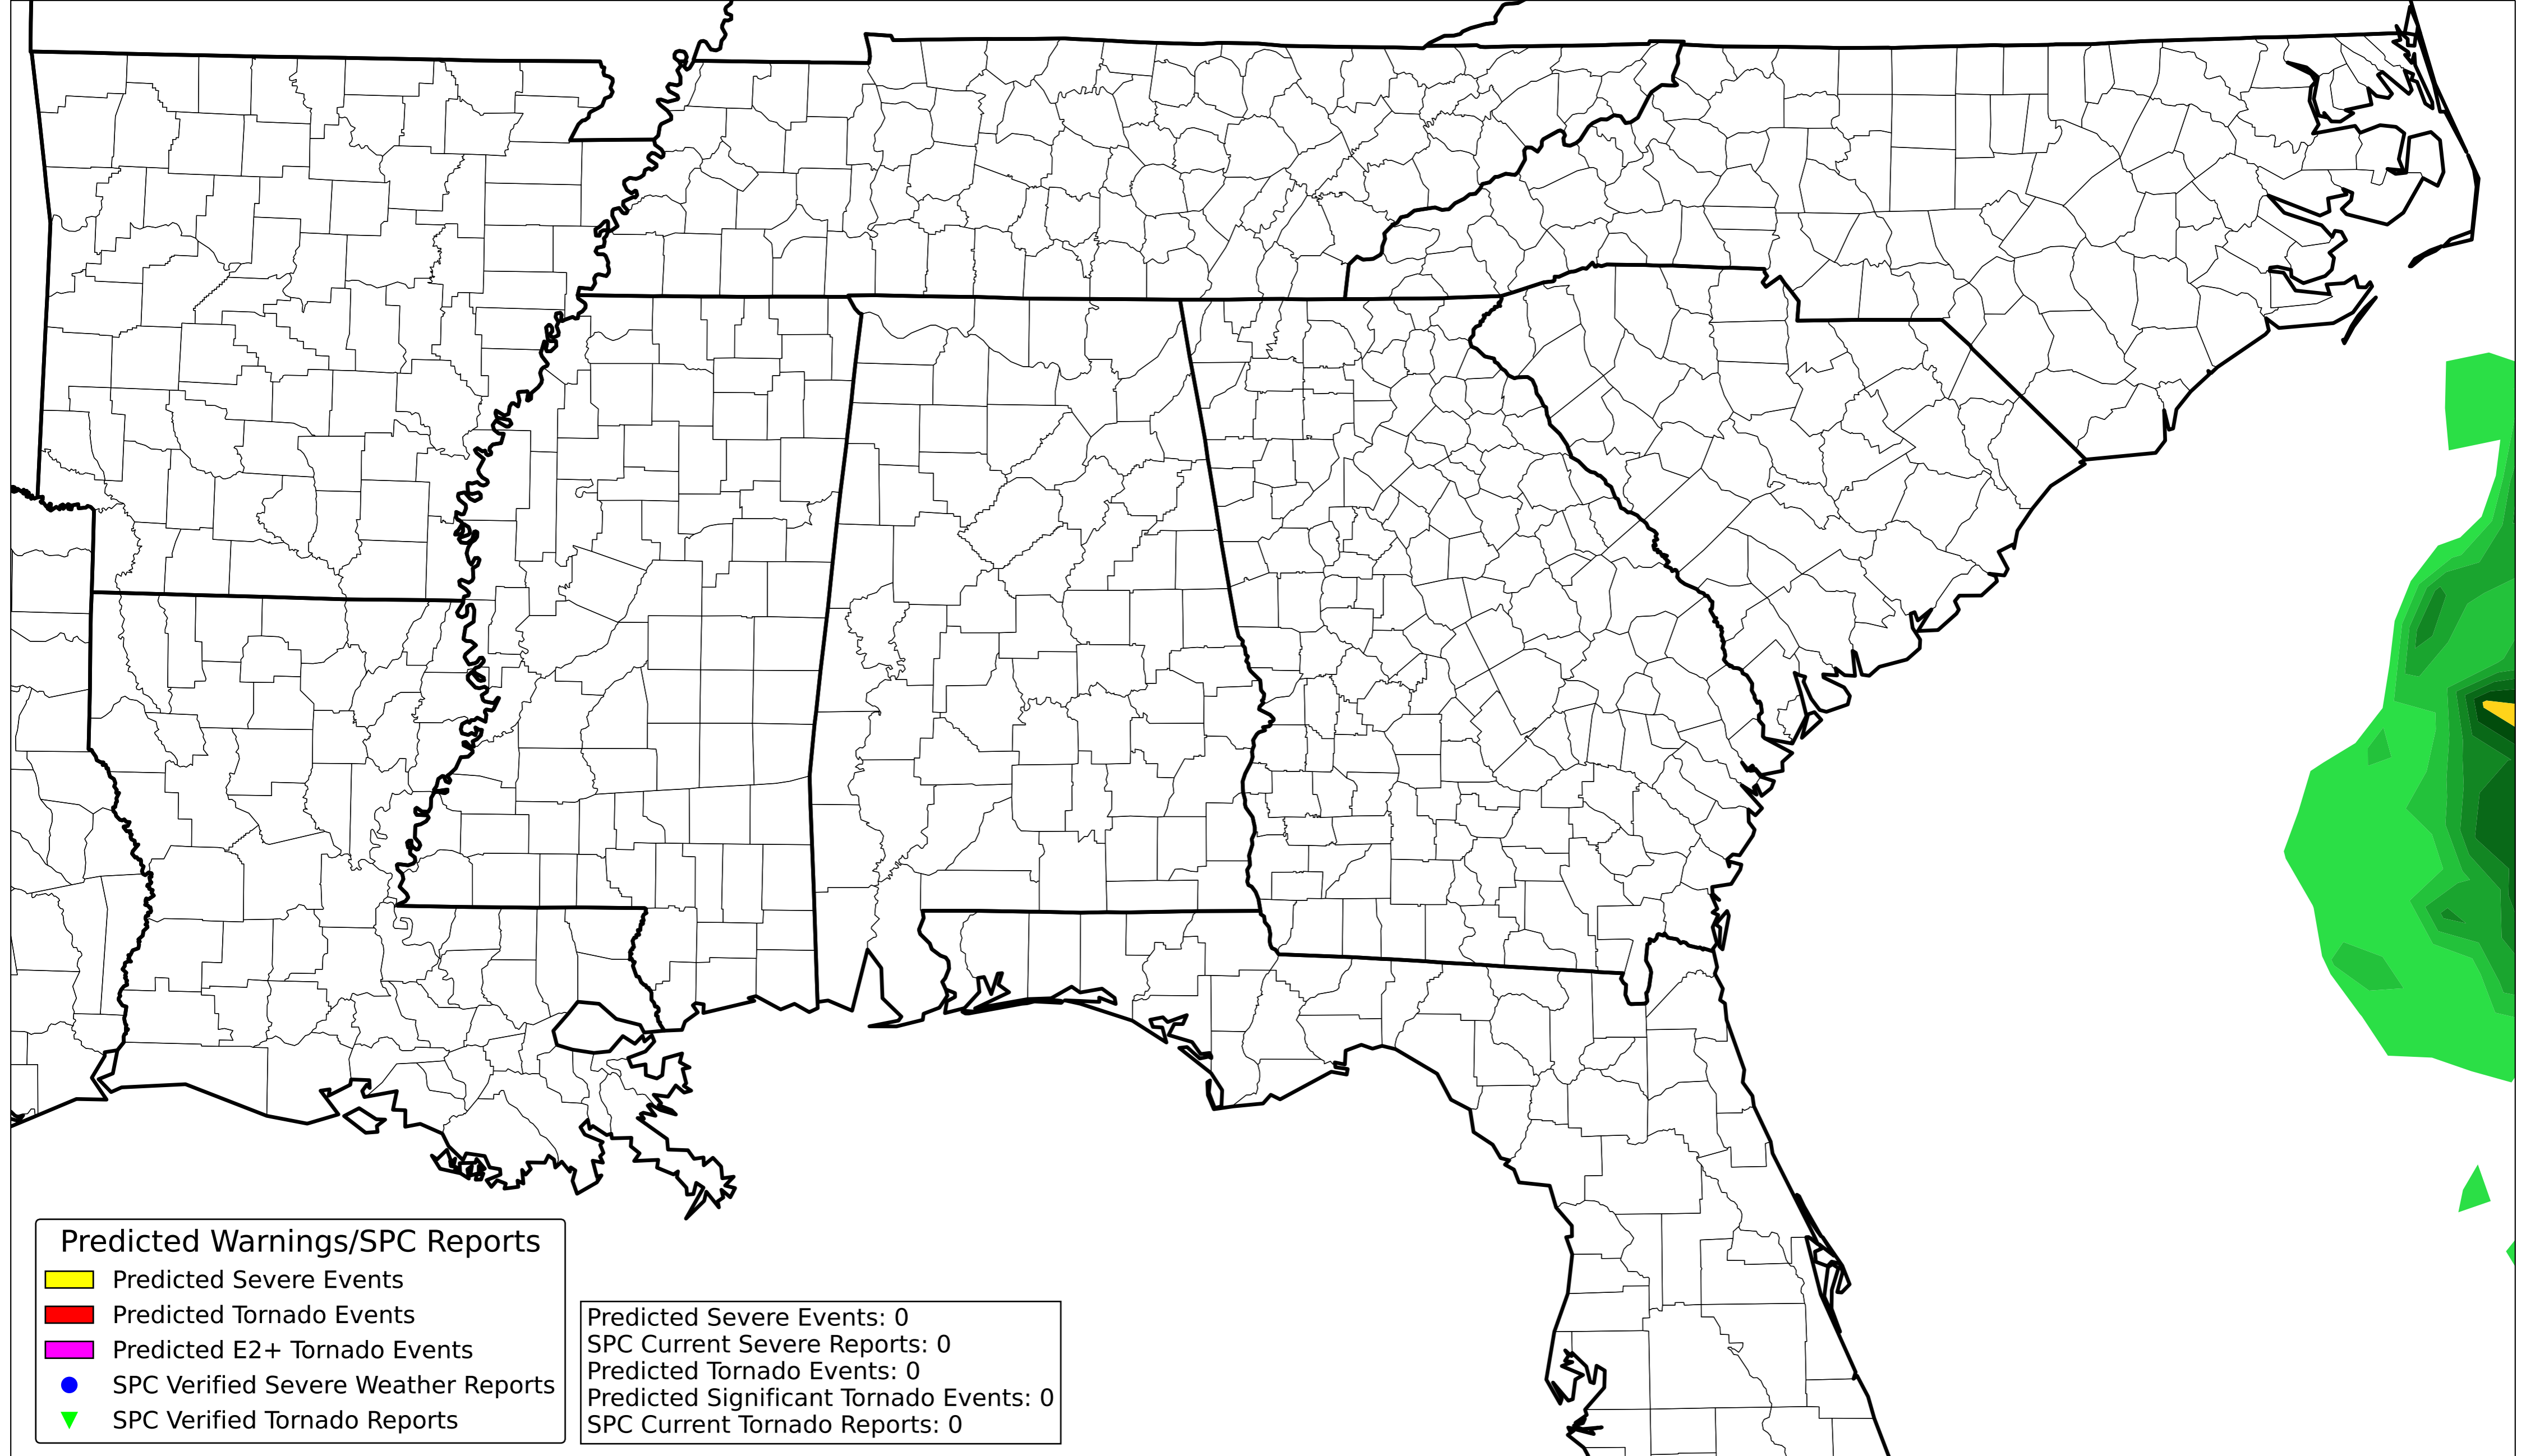 Predicted Warnings/SPC Reports
Predicted Severe Events
Predicted Tornado Events
Predicted E2+ Tornado Events
SPC Verified Severe Weather Reports
SPC Verified Tornado Reports
Predicted Severe Events: 0
SPC Current Severe Reports: 0
Predicted Tornado Events: 0
Predicted Significant Tornado Events: 0
SPC Current Tornado Reports: 0